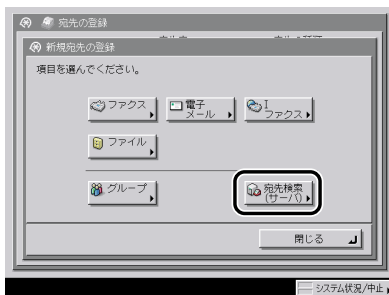 宛先の登録
新規宛先の登録
項目を選んでください。
ファクス
電子
メール
I
ファクス
ファイル
グループ
宛先検索
(サーバ)
閉じる
システム状況/中止